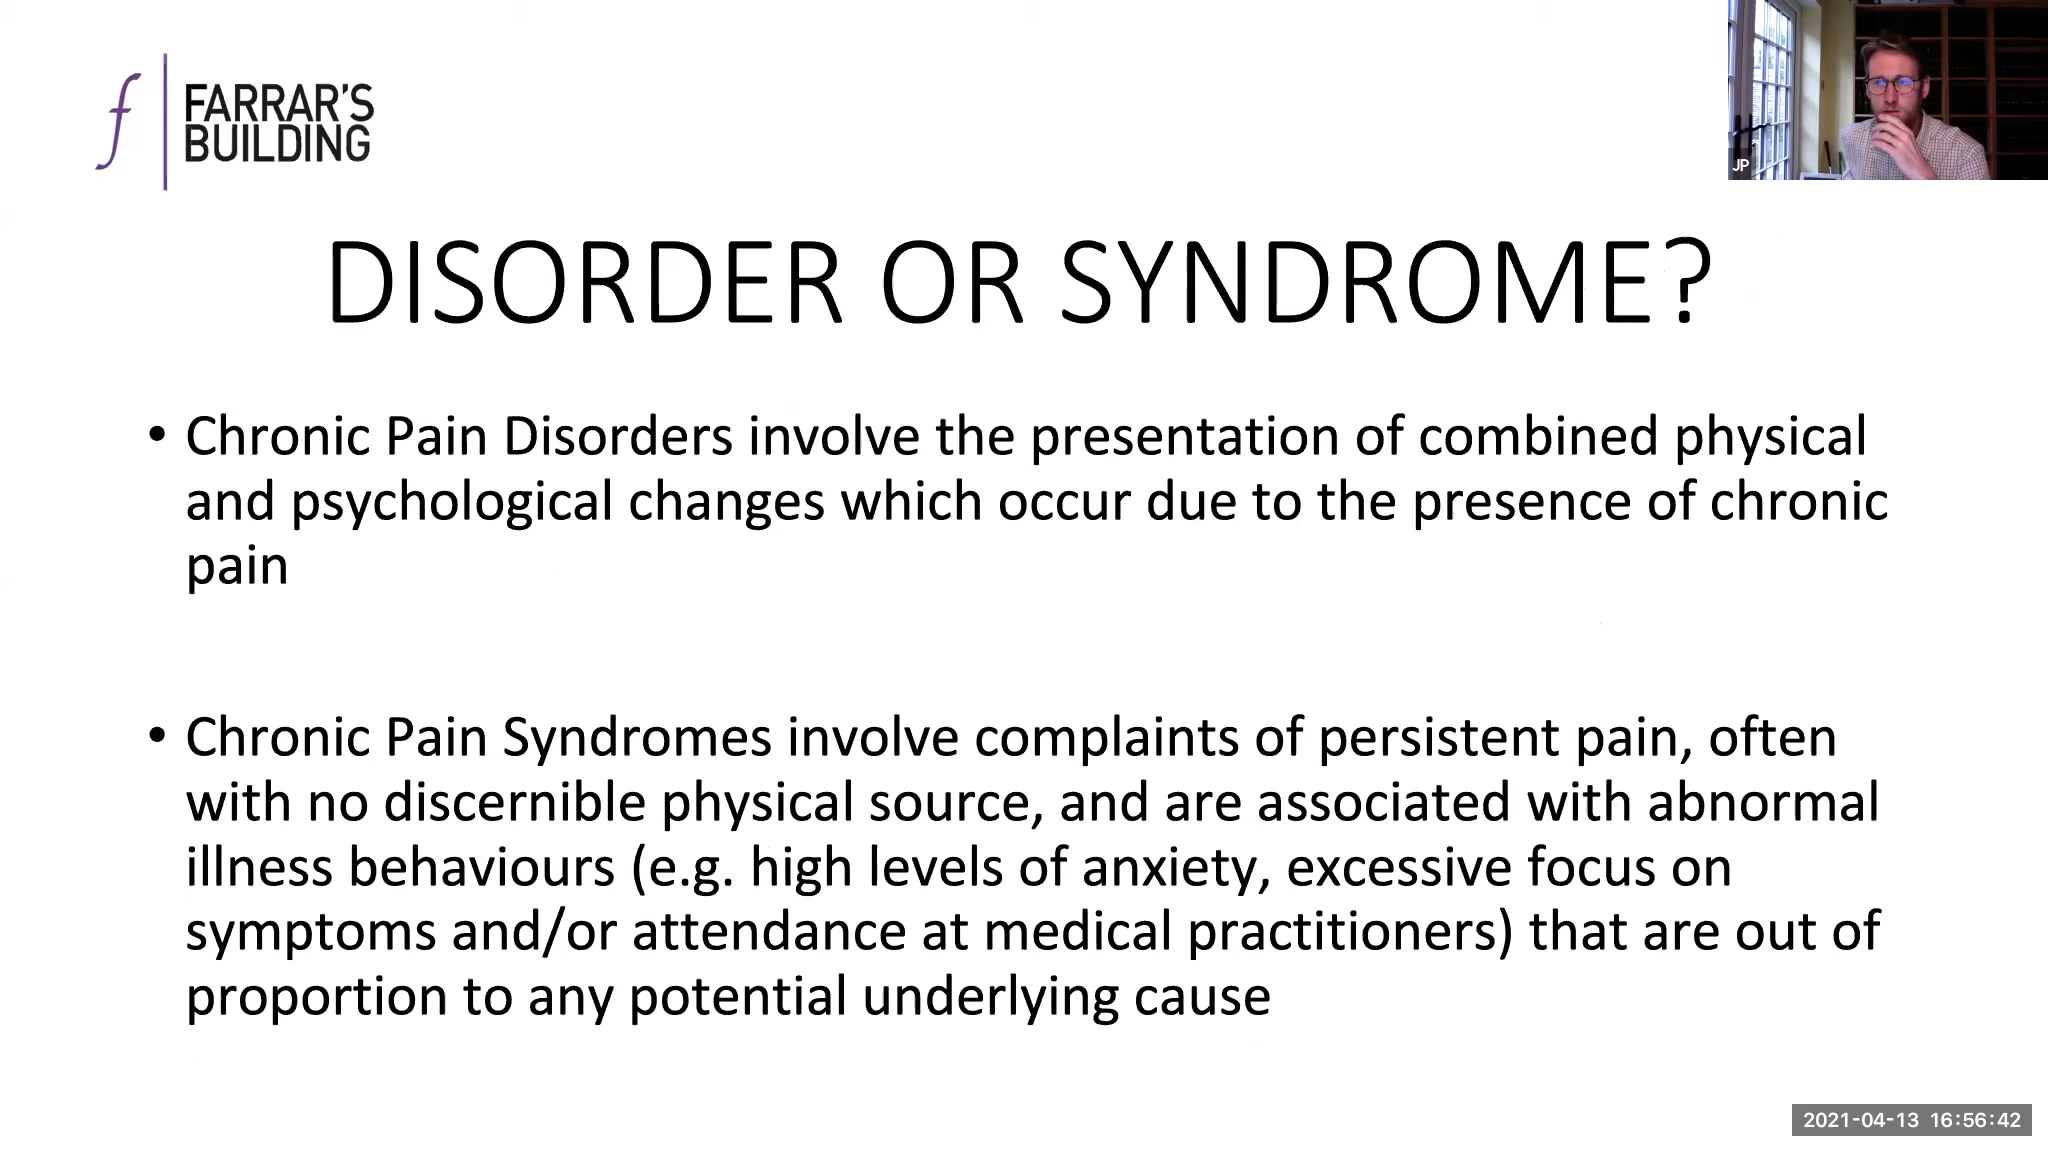 f
FARRAR'S
BUILDING
JP
DISORDER OR SYNDROME?
• Chronic Pain Disorders involve the presentation of combined physical
and psychological changes which occur due to the presence of chronic
pain
• Chronic Pain Syndromes involve complaints of persistent pain, often
with no discernible physical source, and are associated with abnormal
illness behaviours (e.g. high levels of anxiety, excessive focus on
symptoms and/or attendance at medical practitioners) that are out of
proportion to any potential underlying cause
2021-04-13 16:56:42